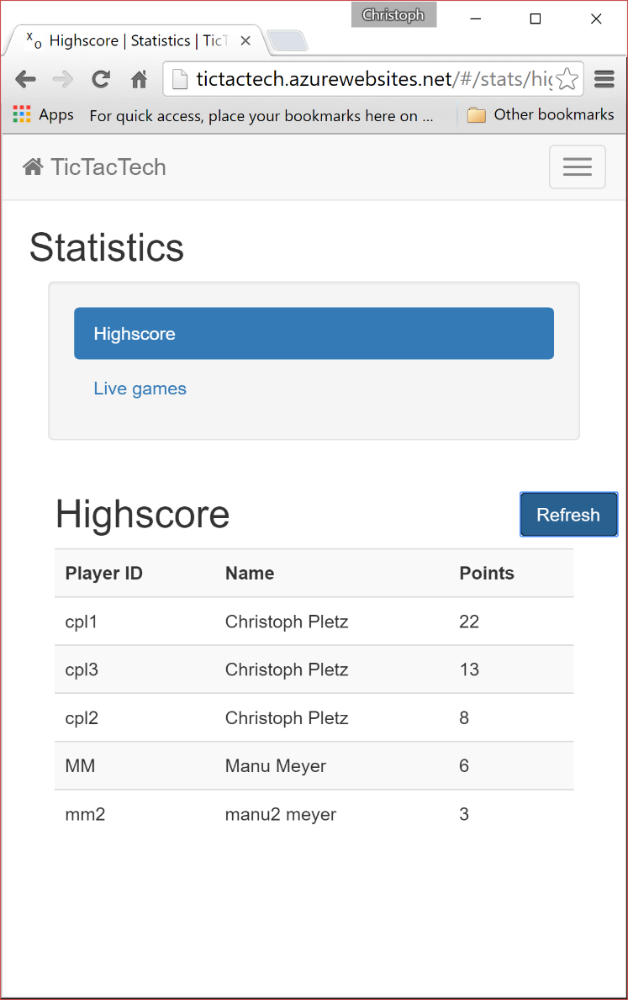 Christoph
Highscore | Statistics | TicT
tictactech.azurewebsites.net/#/stats/hig
Apps For quick access, place your bookmarks here on ... Other bookmarks
TicTacTech
Statistics
Highscore
Live games
Highscore Refresh
Player ID Name Points
cpl1 Christoph Pletz 22
cpl3 Christoph Pletz 13
cpl2 Christoph Pletz 8
MM Manu Meyer 6
mm2 manu2 meyer 3